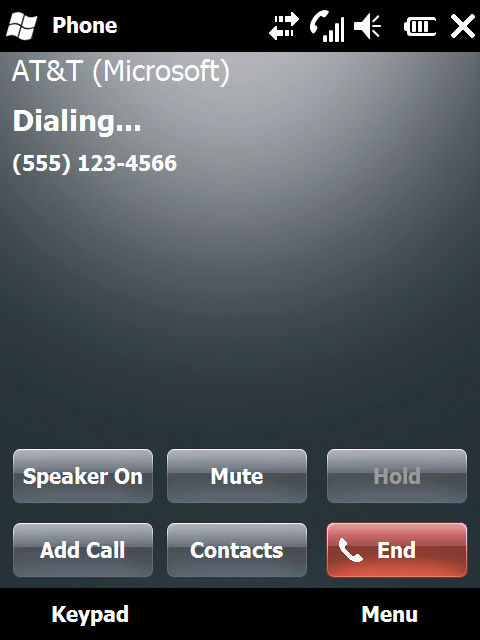 Phone
AT&T (Microsoft)
Dialing...
(555) 123-4566
Speaker On
Mute
Hold
Add Call
Contacts
End
Keypad
Menu